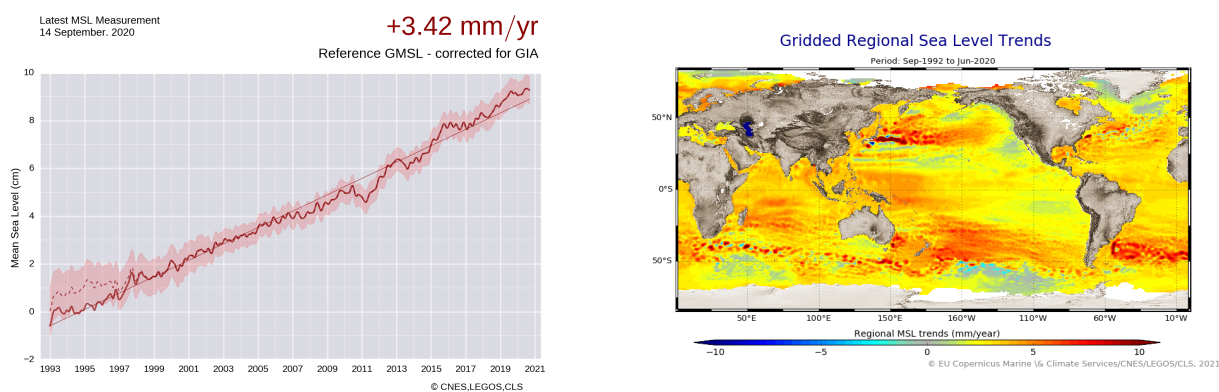 Latest MSL Measurement
14 September. 2020
+3.42 mm/yr
Reference GMSL - corrected for GIA
Mean Sea Level (cm)
10
8
6
4
2
0
−2
1993 1995 1997 1999 2001 2003 2005 2007 2009 2011 2013 2015 2017 2019 2021
© CNES,LEGOS,CLS
Gridded Regional Sea Level Trends
Period: Sep-1992 to Jun-2020
50°N
0°S
50°S
50°E 100°E 150°E 160°W 110°W 60°W 10°W
Regional MSL trends (mm/year)
−10 −5 0 5 10
© EU Copernicus Marine \& Climate Services/CNES/LEGOS/CLS, 2021